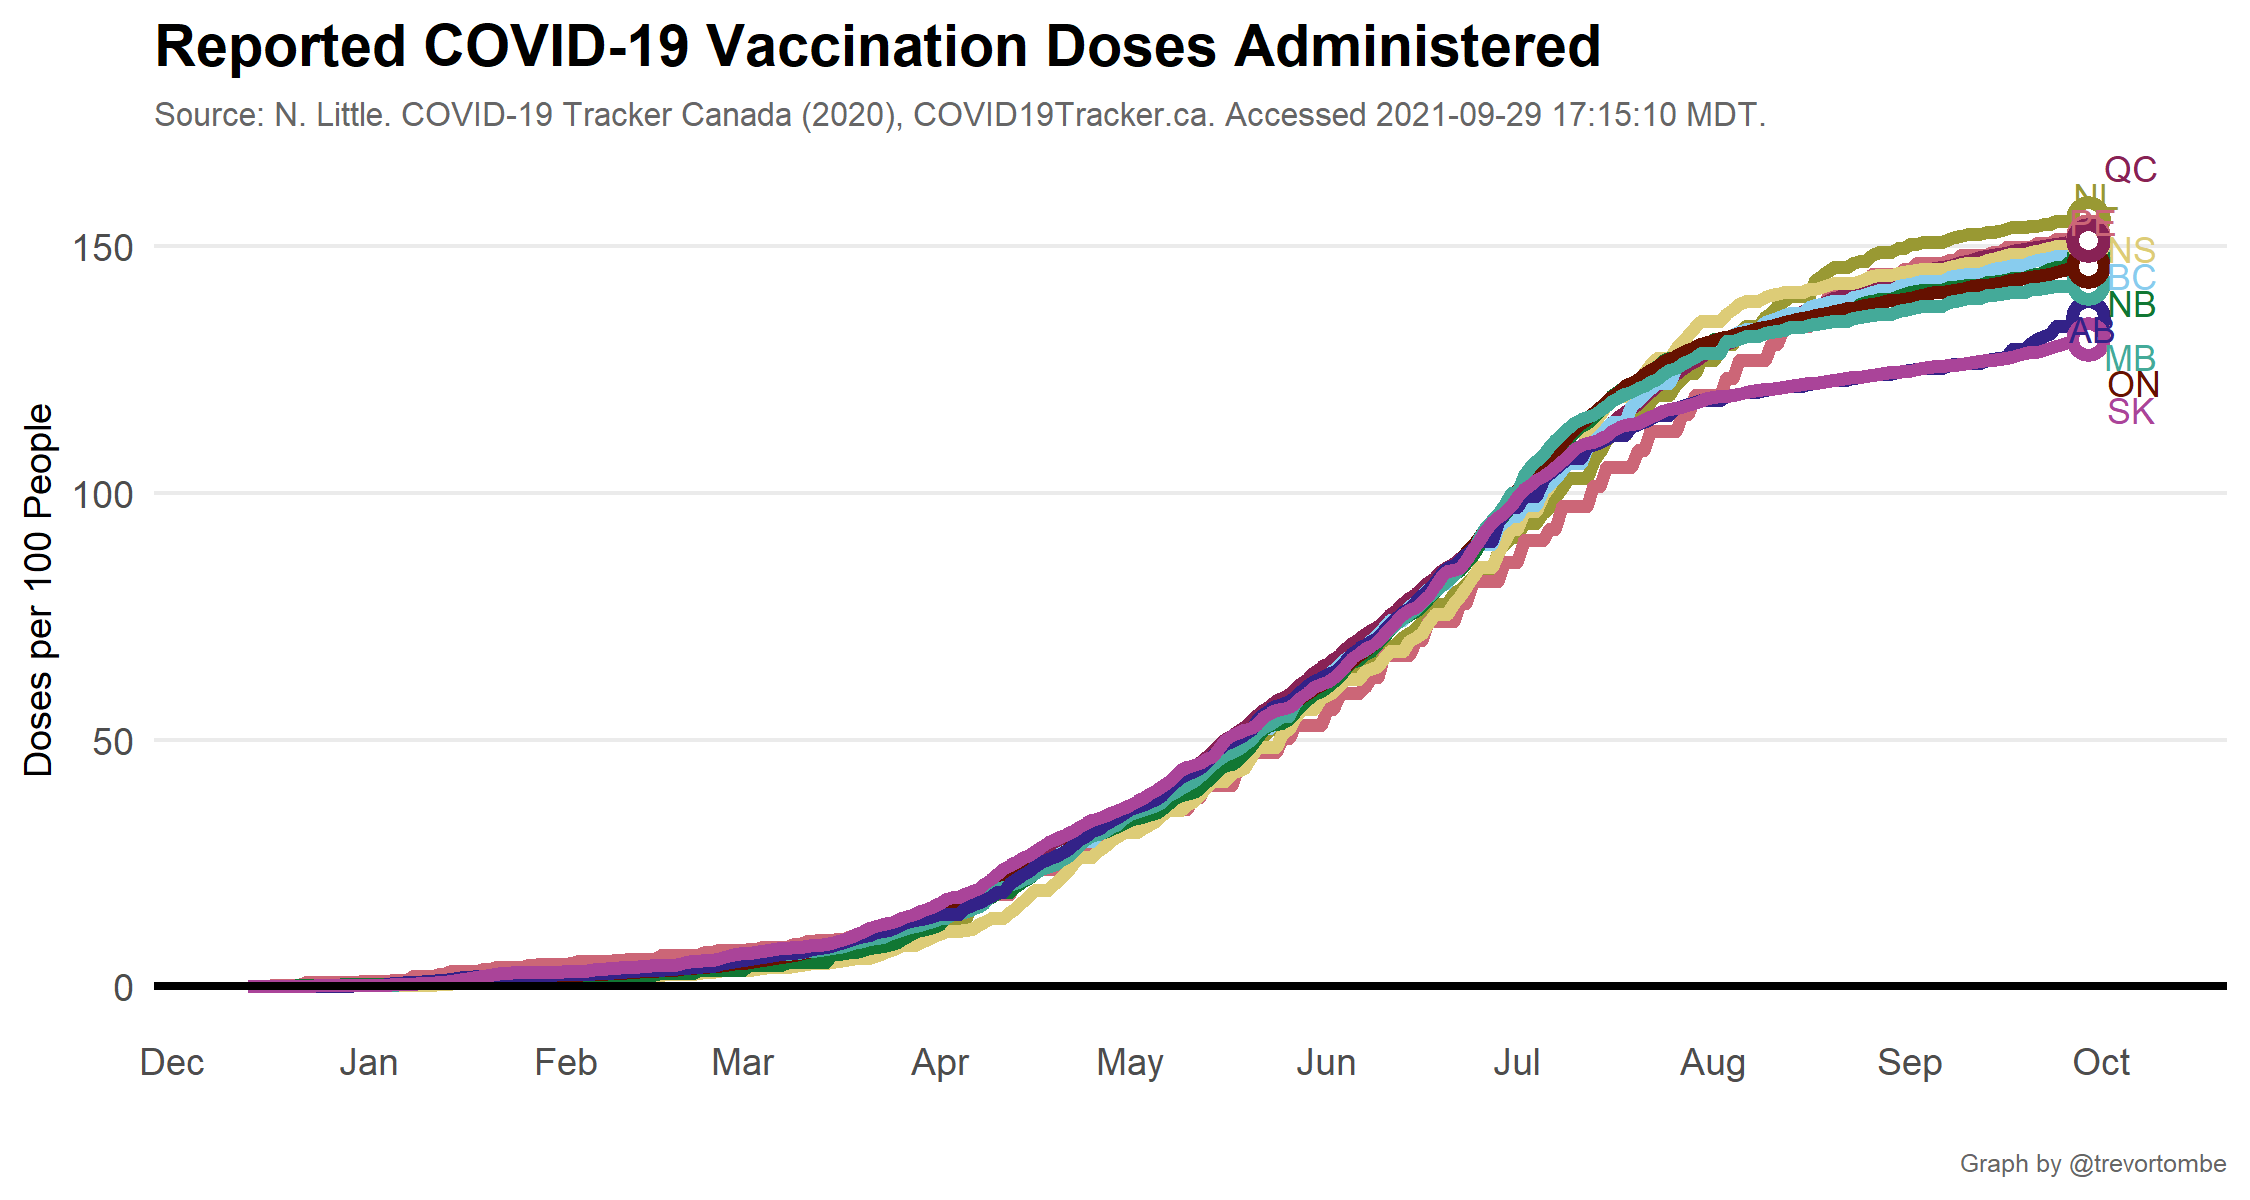 Reported COVID-19 Vaccination Doses Administered
Source: N. Little. COVID-19 Tracker Canada (2020), COVID19Tracker.ca. Accessed 2021-09-29 17:15:10 MDT.
QC
NL
PE
NS
BC
NB
AB
MB
ON
SK
150
100
50
0
Doses per 100 People
Dec Jan Feb Mar Apr May Jun Jul Aug Sep Oct
Graph by @trevortombe